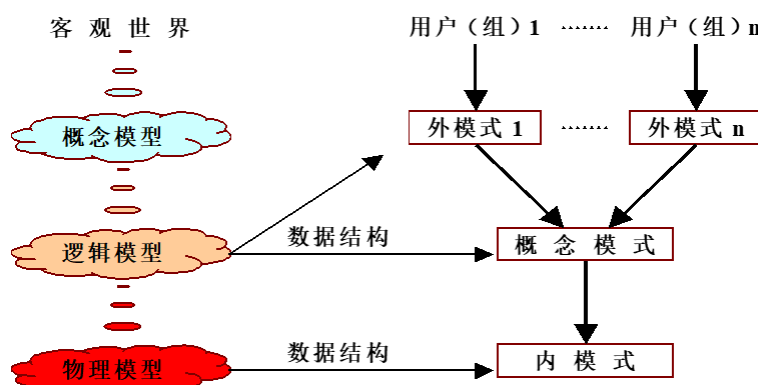 客 观 世 界
用户（组）1 ········ 用户（组）n
概念模型
外模式 1 ········ 外模式 n
逻辑模型
数据结构
概 念 模 式
物理模型
数据结构
内 模 式